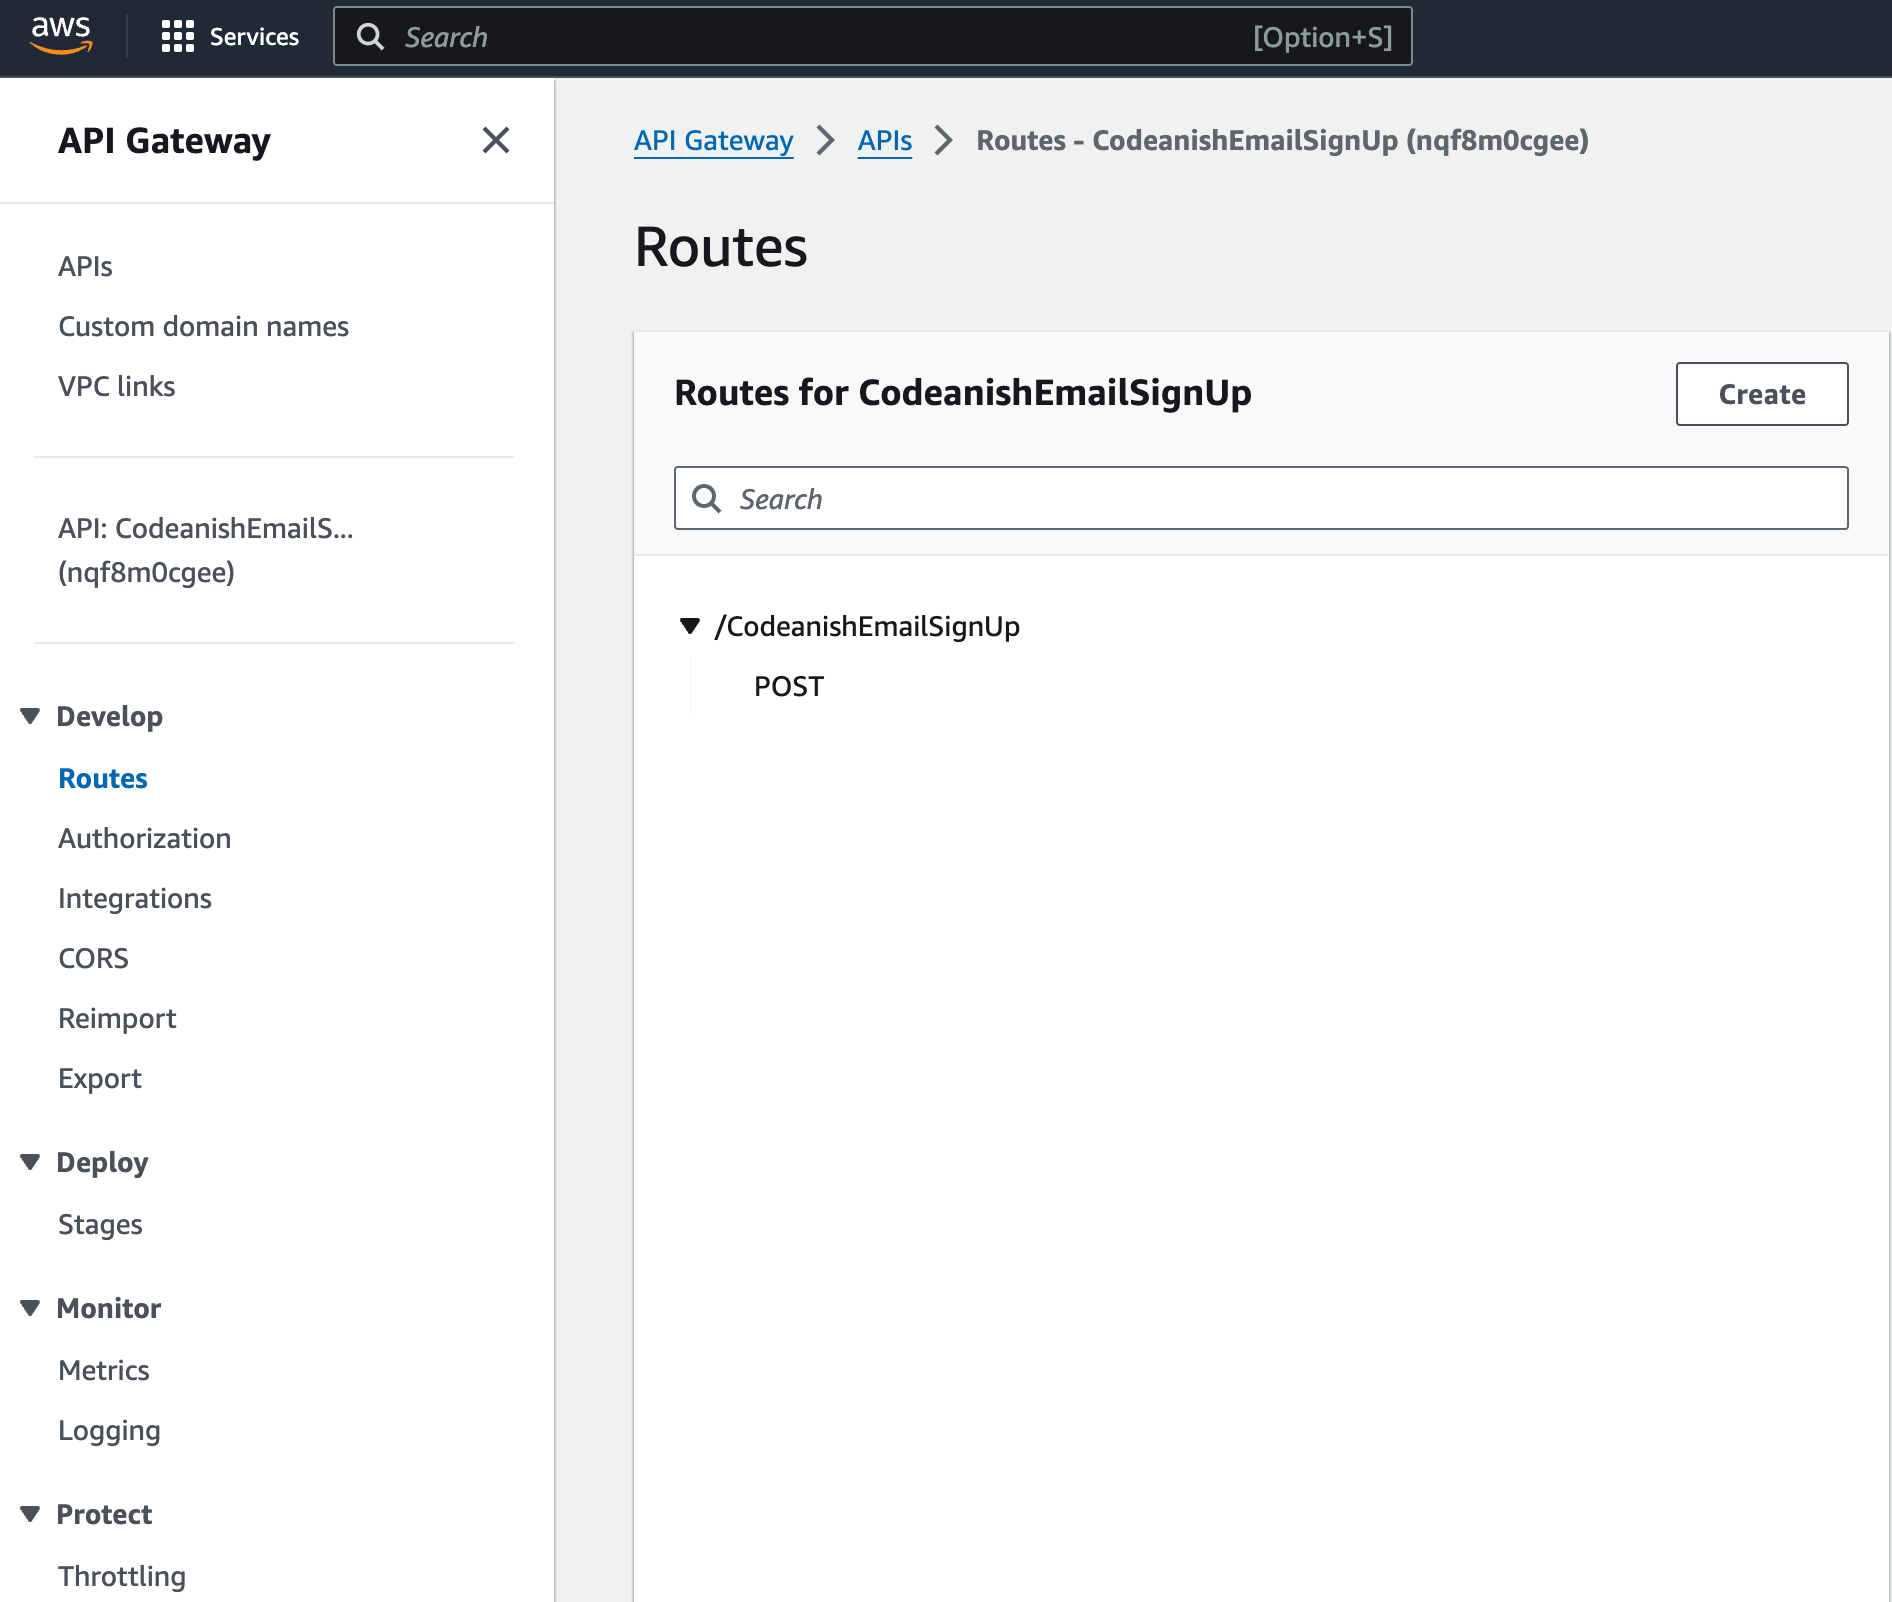 aws
Services
Search
[Option+S]
API Gateway
APIs
Custom domain names
VPC links
API: CodeanishEmailS...
(nqf8m0cgee)
Develop
Routes
Authorization
Integrations
CORS
Reimport
Export
Deploy
Stages
Monitor
Metrics
Logging
Protect
Throttling
API Gateway > APIs > Routes - CodeanishEmailSignUp (nqf8m0cgee)
Routes
Routes for CodeanishEmailSignUp
Create
Search
/CodeanishEmailSignUp
POST